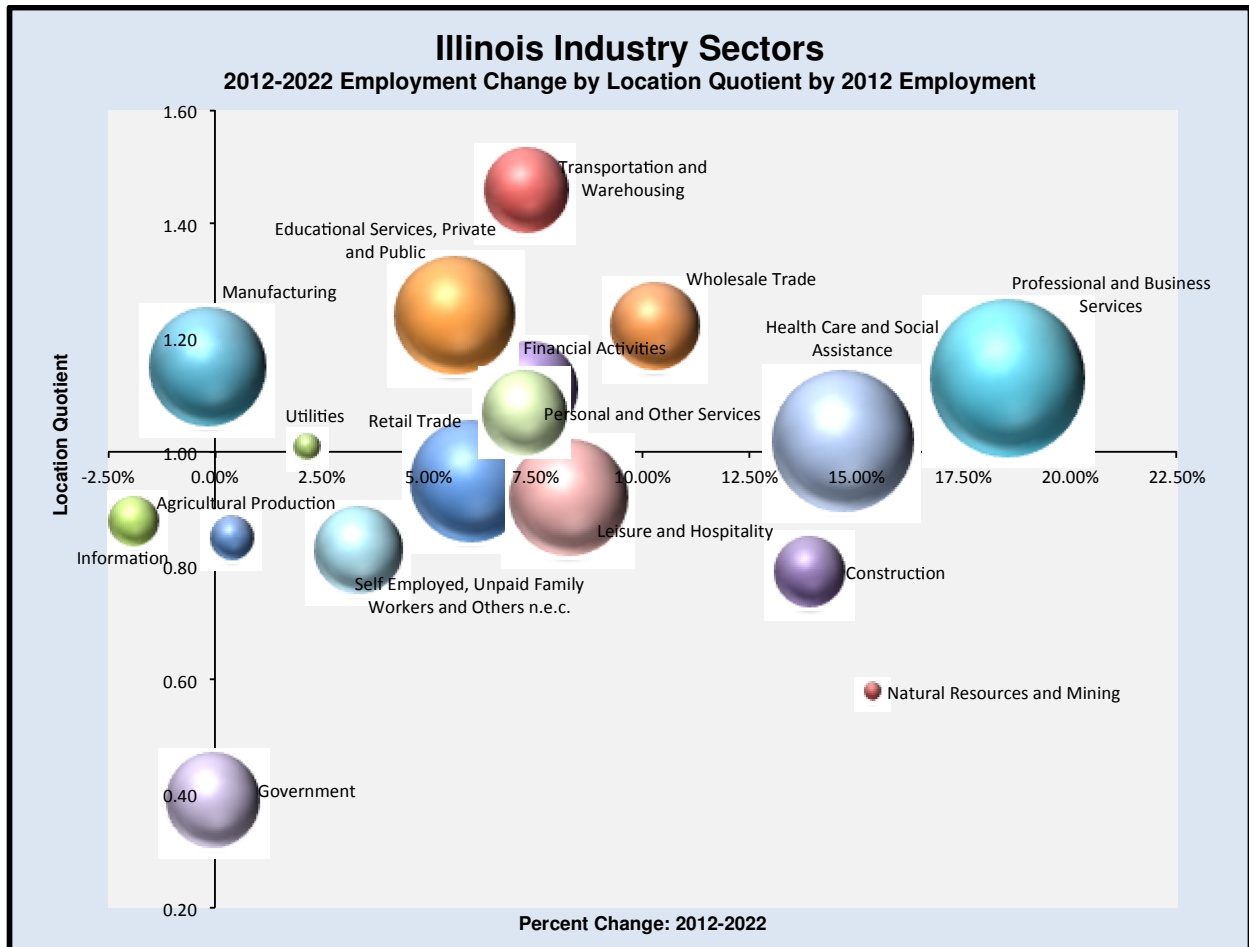 Illinois Industry Sectors
2012-2022 Employment Change by Location Quotient by 2012 Employment
1.60
Transportation and
Warehousing
1.40
Educational Services, Private
and Public
Wholesale Trade
Professional and Business
Services
Manufacturing
Health Care and Social
Assistance
1.20
Financial Activities
Utilities
Retail Trade
Personal and Other Services
Location Quotient
1.00
-2.50% 0.00% 2.50% 5.00% 7.50% 10.00% 12.50% 15.00% 17.50% 20.00% 22.50%
Agricultural Production
Leisure and Hospitality
Information
0.80
Construction
Self Employed, Unpaid Family
Workers and Others n.e.c.
0.60
Natural Resources and Mining
0.40
Government
0.20
Percent Change: 2012-2022